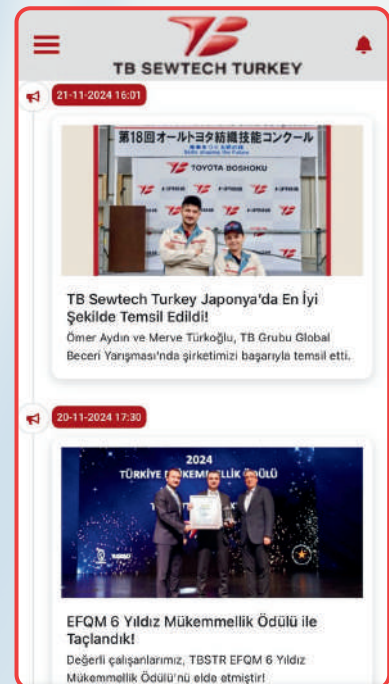 TB SEWTECH TURKEY
21-11-2024 16:01
第18回オールトヨタ紡織技能コンクール
TOYOTA BOSHOKU
TB Sewtech Turkey Japonya'da En İyi
Şekilde Temsil Edildi!
Ömer Aydın ve Merve Türkoğlu, TB Grubu Global
Beceri Yarışması'nda şirketimizi başarıyla temsil etti.
20-11-2024 17:30
2024
TÜRKİYE MÜKEMMELLİK ÖDÜLÜ
EFQM 6 Yıldız Mükemmellik Ödülü ile
Taçlandık!
Değerli çalışanlarımız, TBSTR EFQM 6 Yıldız
Mükemmellik Ödülü'nü elde etmiştir!